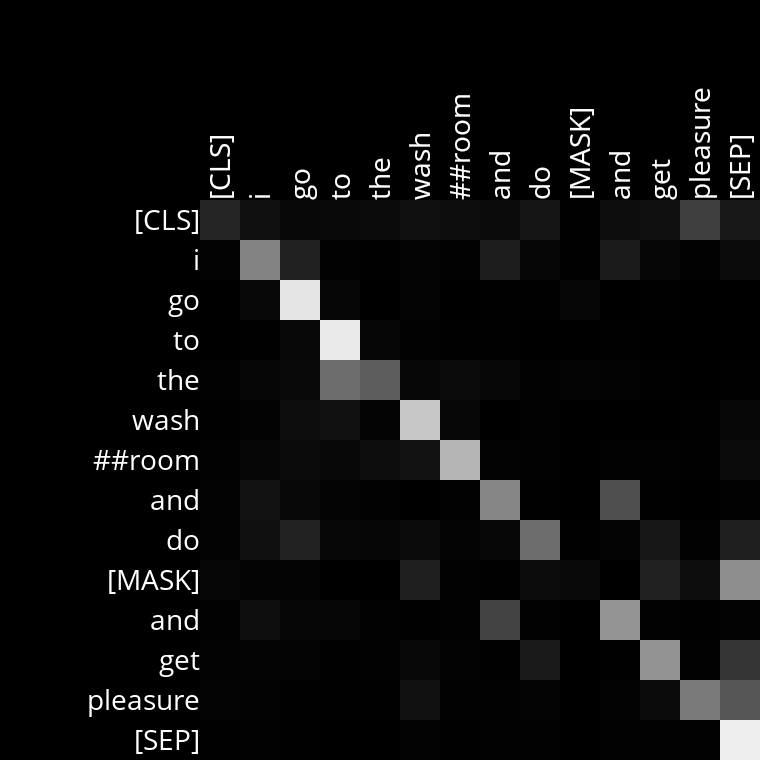 [CLS]
i
go
to
the
wash
##room
and
do
[MASK]
and
get
pleasure
[SEP]
[CLS]
i
go
to
the
wash
##room
and
do
[MASK]
and
get
pleasure
[SEP]